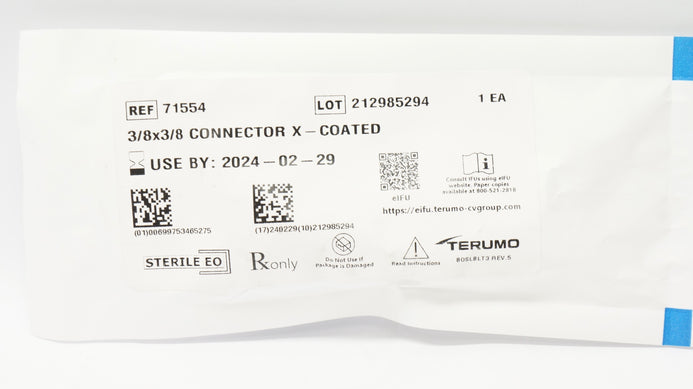 REF 71554 LOT 212985294 1 EA
3/8x3/8 CONNECTOR X-COATED
USE BY: 2024-02-29
Consult IFUs using eIFU
website. Paper copies
available at 800-521-2818
eIFU
https://eifu.terumo-cvgroup.com
(01)00699753465275
(17)240229(10)212985294
STERILE EO
Rx only
Do Not Use If
Package is Damaged
Read Instructions
TERUMO
80SLBLT3 REV.5